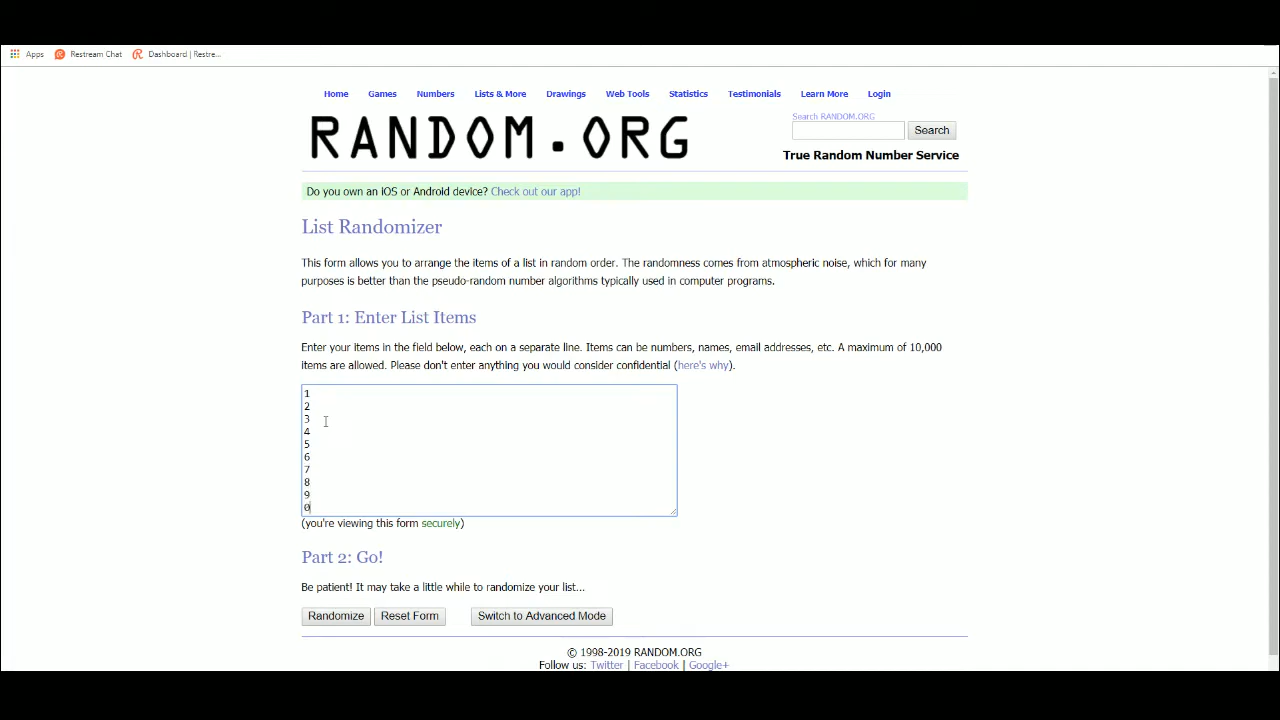 Apps Restream Chat Dashboard | Restre...
Home Games Numbers Lists & More Drawings Web Tools Statistics Testimonials Learn More Login
RANDOM.ORG
Search RANDOM.ORG
Search
True Random Number Service
Do you own an iOS or Android device? Check out our app!
List Randomizer
This form allows you to arrange the items of a list in random order. The randomness comes from atmospheric noise, which for many
purposes is better than the pseudo-random number algorithms typically used in computer programs.
Part 1: Enter List Items
Enter your items in the field below, each on a separate line. Items can be numbers, names, email addresses, etc. A maximum of 10,000
items are allowed. Please don't enter anything you would consider confidential (here's why).
1
2
3
4
5
6
7
8
9
0
(you're viewing this form securely)
Part 2: Go!
Be patient! It may take a little while to randomize your list...
Randomize Reset Form Switch to Advanced Mode
© 1998-2019 RANDOM.ORG
Follow us: Twitter | Facebook | Google+